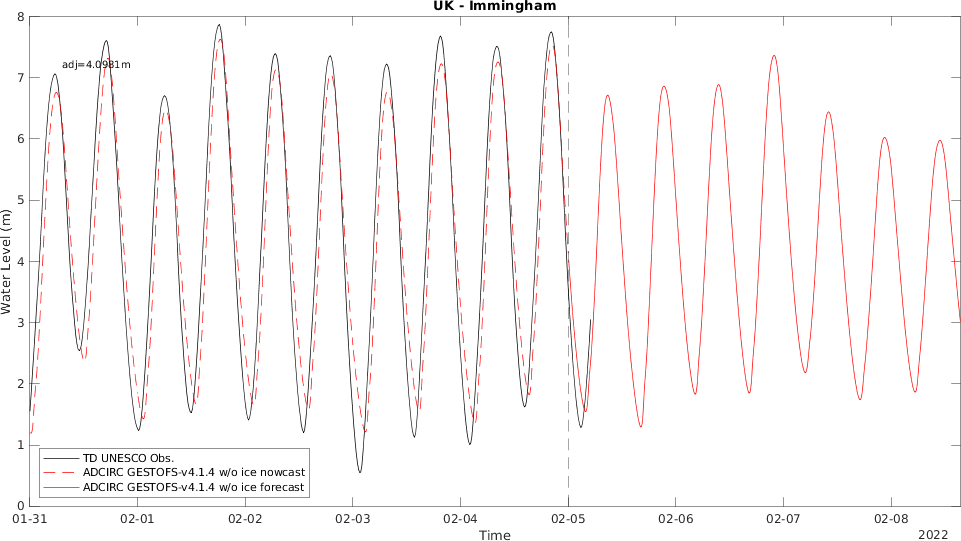 UK - Immingham
8
adj=4.0981m
7
6
5
4
3
2
1
0
Water Level (m)
TD UNESCO Obs.
ADCIRC GESTOFS-v4.1.4 w/o ice nowcast
ADCIRC GESTOFS-v4.1.4 w/o ice forecast
01-31 02-01 02-02 02-03 02-04 02-05 02-06 02-07 02-08
Time
2022